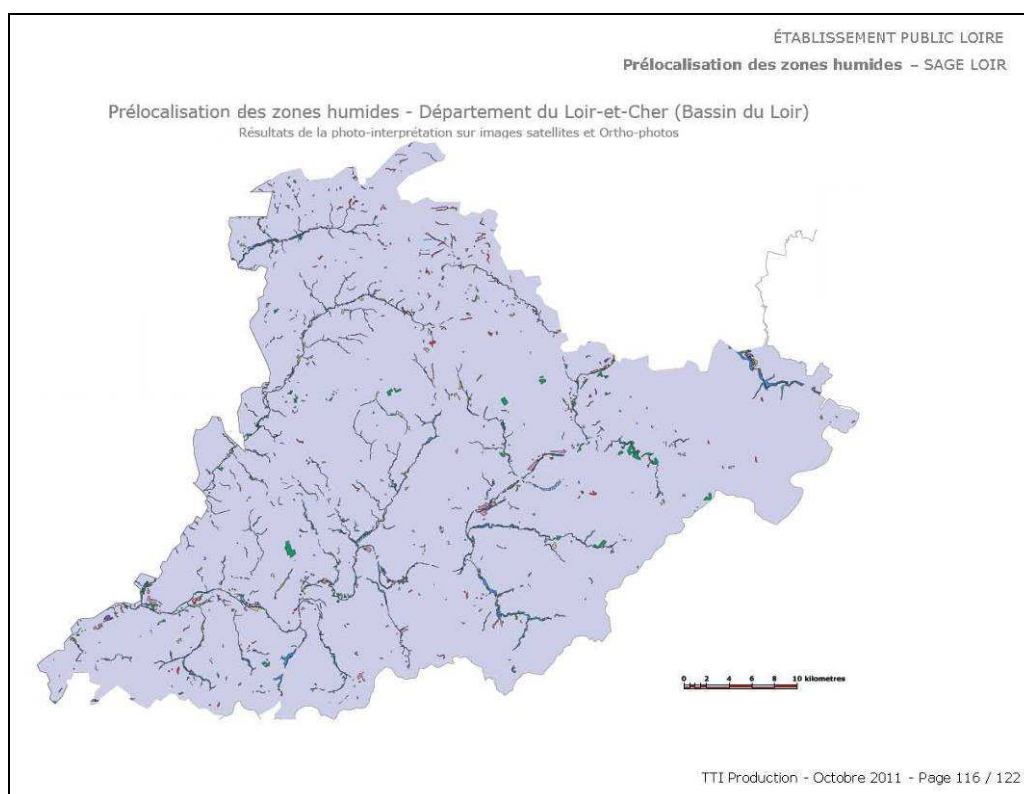 ÉTABLISSEMENT PUBLIC LOIRE
Prélocalisation des zones humides – SAGE LOIR
Prélocalisation des zones humides - Département du Loir-et-Cher (Bassin du Loir)
Résultats de la photo-interprétation sur images satellites et Ortho-photos
0 2 4 6 8 10 kilometres
TTI Production - Octobre 2011 - Page 116 / 122